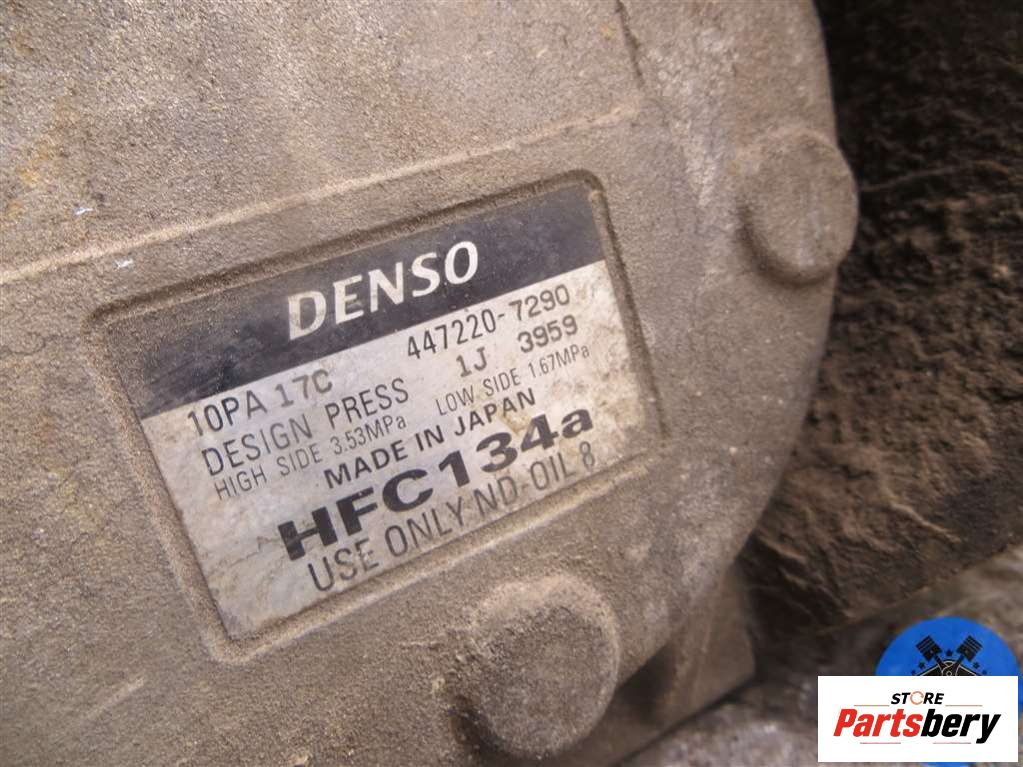 DENSO
10PA 17C 447220-7290
DESIGN PRESS 1J 3959
HIGH SIDE 3.53MPa LOW SIDE 1.67MPa
MADE IN JAPAN
HFC134a
USE ONLY ND-OIL 8
STORE
Partsbery